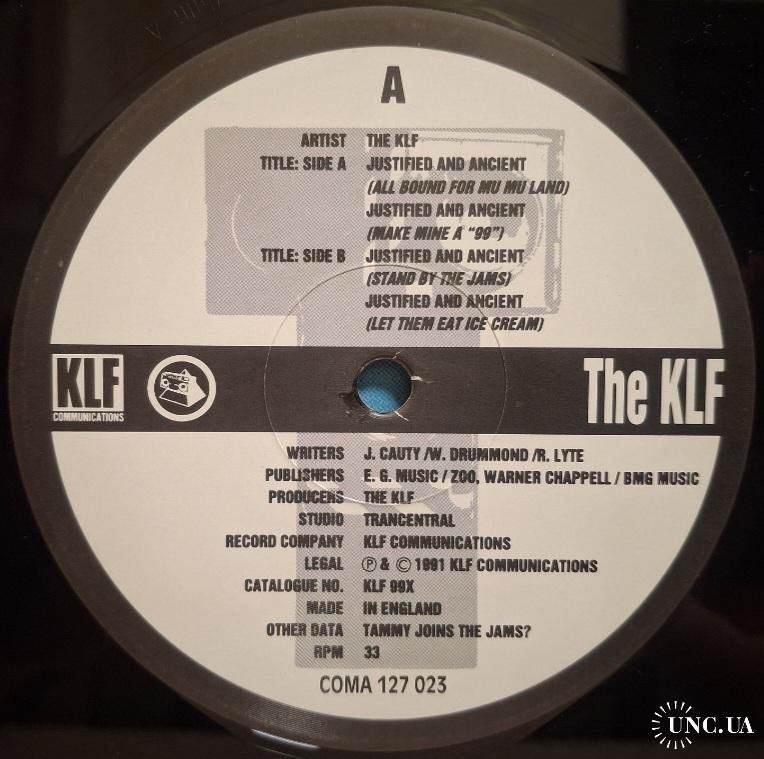 A
ARTIST THE KLF
TITLE: SIDE A JUSTIFIED AND ANCIENT
(ALL BOUND FOR MU MU LAND)
JUSTIFIED AND ANCIENT
(MAKE MINE A "99")
TITLE: SIDE B JUSTIFIED AND ANCIENT
(STAND BY THE JAMS)
JUSTIFIED AND ANCIENT
(LET THEM EAT ICE CREAM)
KLF
COMMUNICATIONS
The KLF
WRITERS J. CAUTY /W. DRUMMOND /R. LYTE
PUBLISHERS E. G. MUSIC / ZOO, WARNER CHAPPELL / BMG MUSIC
PRODUCERS THE KLF
STUDIO TRANCENTRAL
RECORD COMPANY KLF COMMUNICATIONS
LEGAL ℗ & © 1991 KLF COMMUNICATIONS
CATALOGUE NO. KLF 99X
MADE IN ENGLAND
OTHER DATA TAMMY JOINS THE JAMS?
RPM 33
COMA 127 023
UNC.UA